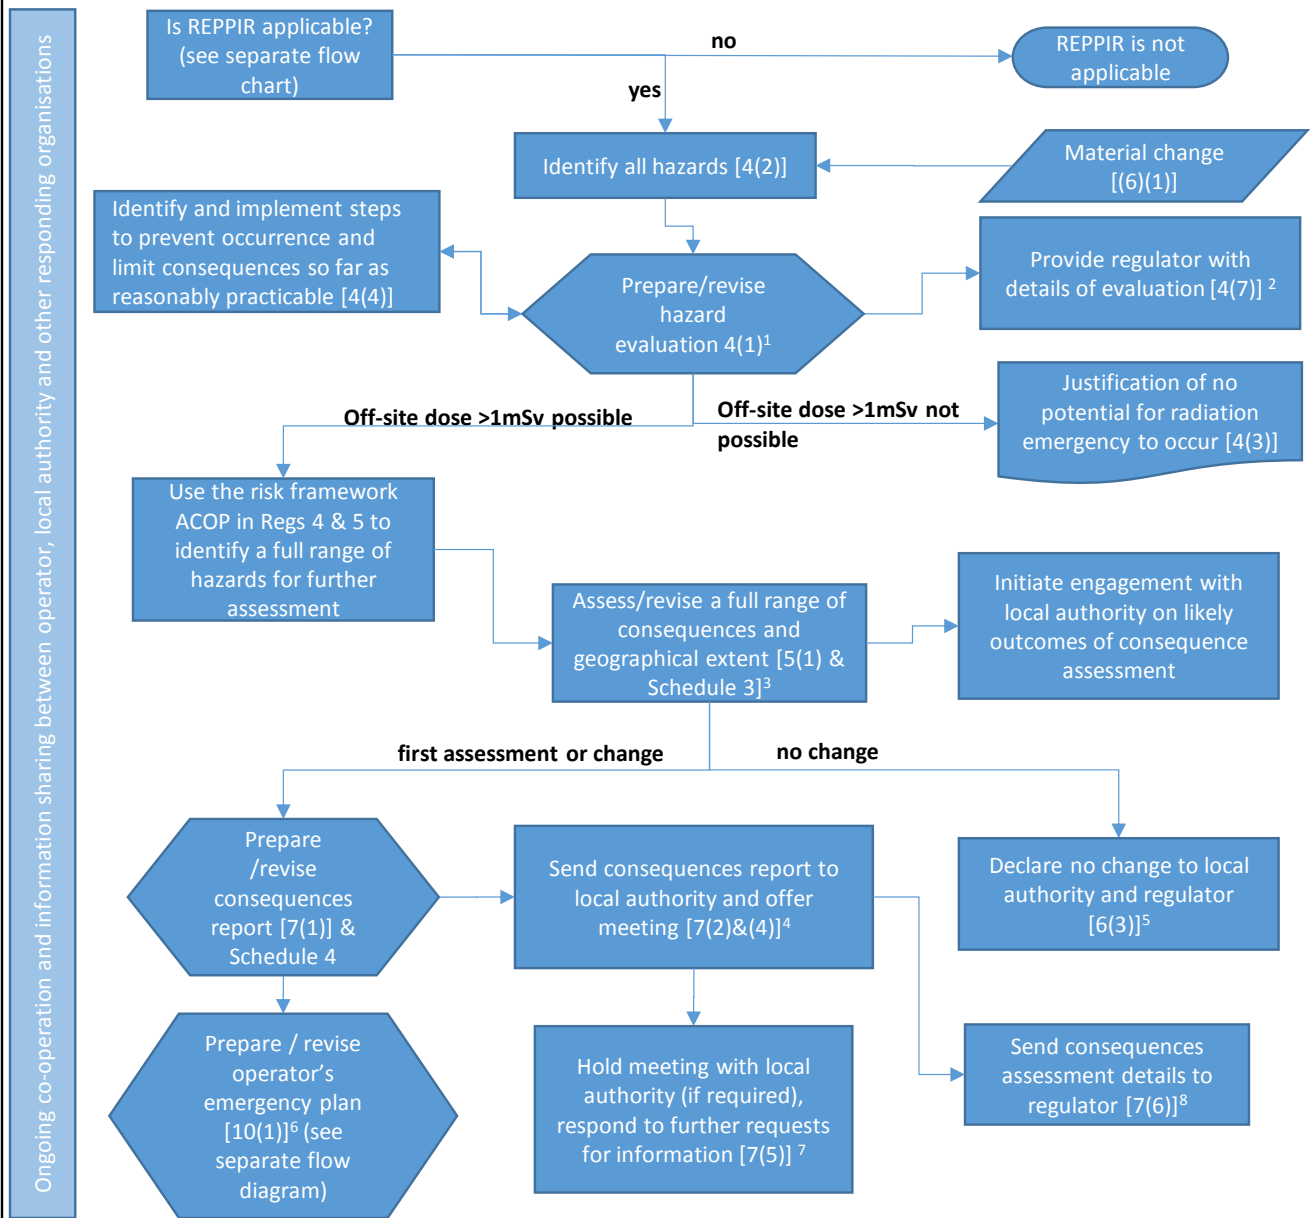 Ongoing co-operation and information sharing between operator, local authority and other responding organisations
Is REPPIR applicable?
(see separate flow
chart)
no
REPPIR is not
applicable
yes
Identify all hazards [4(2)]
Material change
[(6)(1)]
Identify and implement steps
to prevent occurrence and
limit consequences so far as
reasonably practicable [4(4)]
Prepare/revise
hazard
evaluation 4(1)¹
Provide regulator with
details of evaluation [4(7)] ²
Off-site dose >1mSv possible
Off-site dose >1mSv not
possible
Justification of no
potential for radiation
emergency to occur [4(3)]
Use the risk framework
ACOP in Regs 4 & 5 to
identify a full range of
hazards for further
assessment
Assess/revise a full range of
consequences and
geographical extent [5(1) &
Schedule 3]³
Initiate engagement with
local authority on likely
outcomes of consequence
assessment
first assessment or change
no change
Prepare
/revise
consequences
report [7(1)] &
Schedule 4
Send consequences report to
local authority and offer
meeting [7(2)&(4)]⁴
Declare no change to local
authority and regulator
[6(3)]⁵
Prepare / revise
operator's
emergency plan
[10(1)]⁶ (see
separate flow
diagram)
Hold meeting with local
authority (if required),
respond to further requests
for information [7(5)] ⁷
Send consequences
assessment details to
regulator [7(6)]⁸